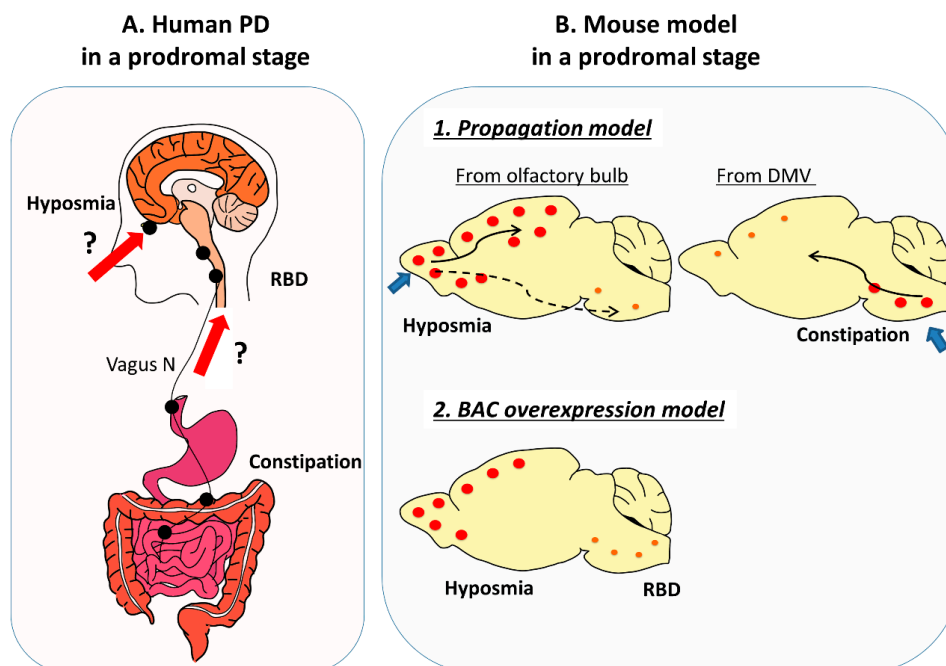 A. Human PD
in a prodromal stage
Hyposmia
?
RBD
?
Vagus N
Constipation
B. Mouse model
in a prodromal stage
1. Propagation model
From olfactory bulb
From DMV
Hyposmia
Constipation
2. BAC overexpression model
Hyposmia
RBD